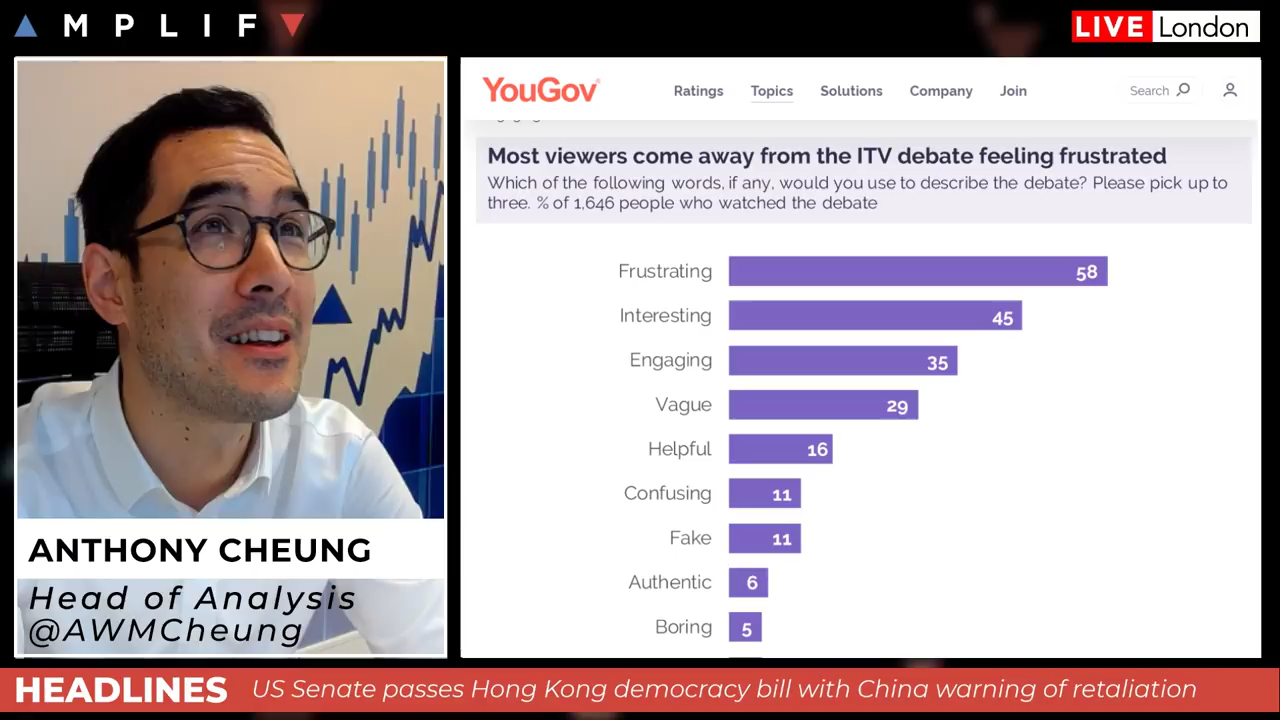 AMPLIFY
LIVE London
YouGov
Ratings Topics Solutions Company Join Search
Most viewers come away from the ITV debate feeling frustrated
Which of the following words, if any, would you use to describe the debate? Please pick up to
three. % of 1,646 people who watched the debate
Frustrating 58
Interesting 45
Engaging 35
Vague 29
Helpful 16
Confusing 11
Fake 11
Authentic 6
Boring 5
ANTHONY CHEUNG
Head of Analysis
@AWMCheung
HEADLINES US Senate passes Hong Kong democracy bill with China warning of retaliation